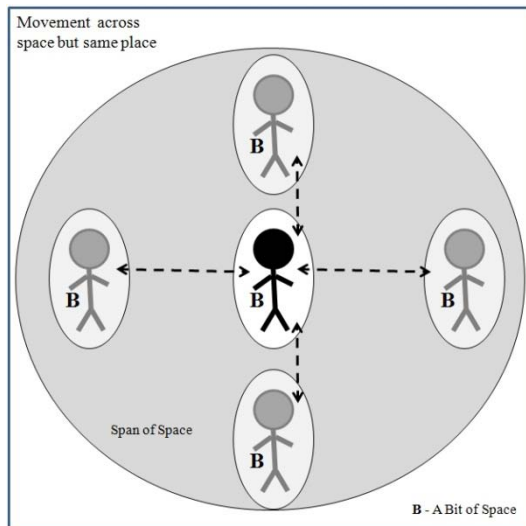 Movement across
space but same place
B
B
B
B
B
Span of Space
B - A Bit of Space